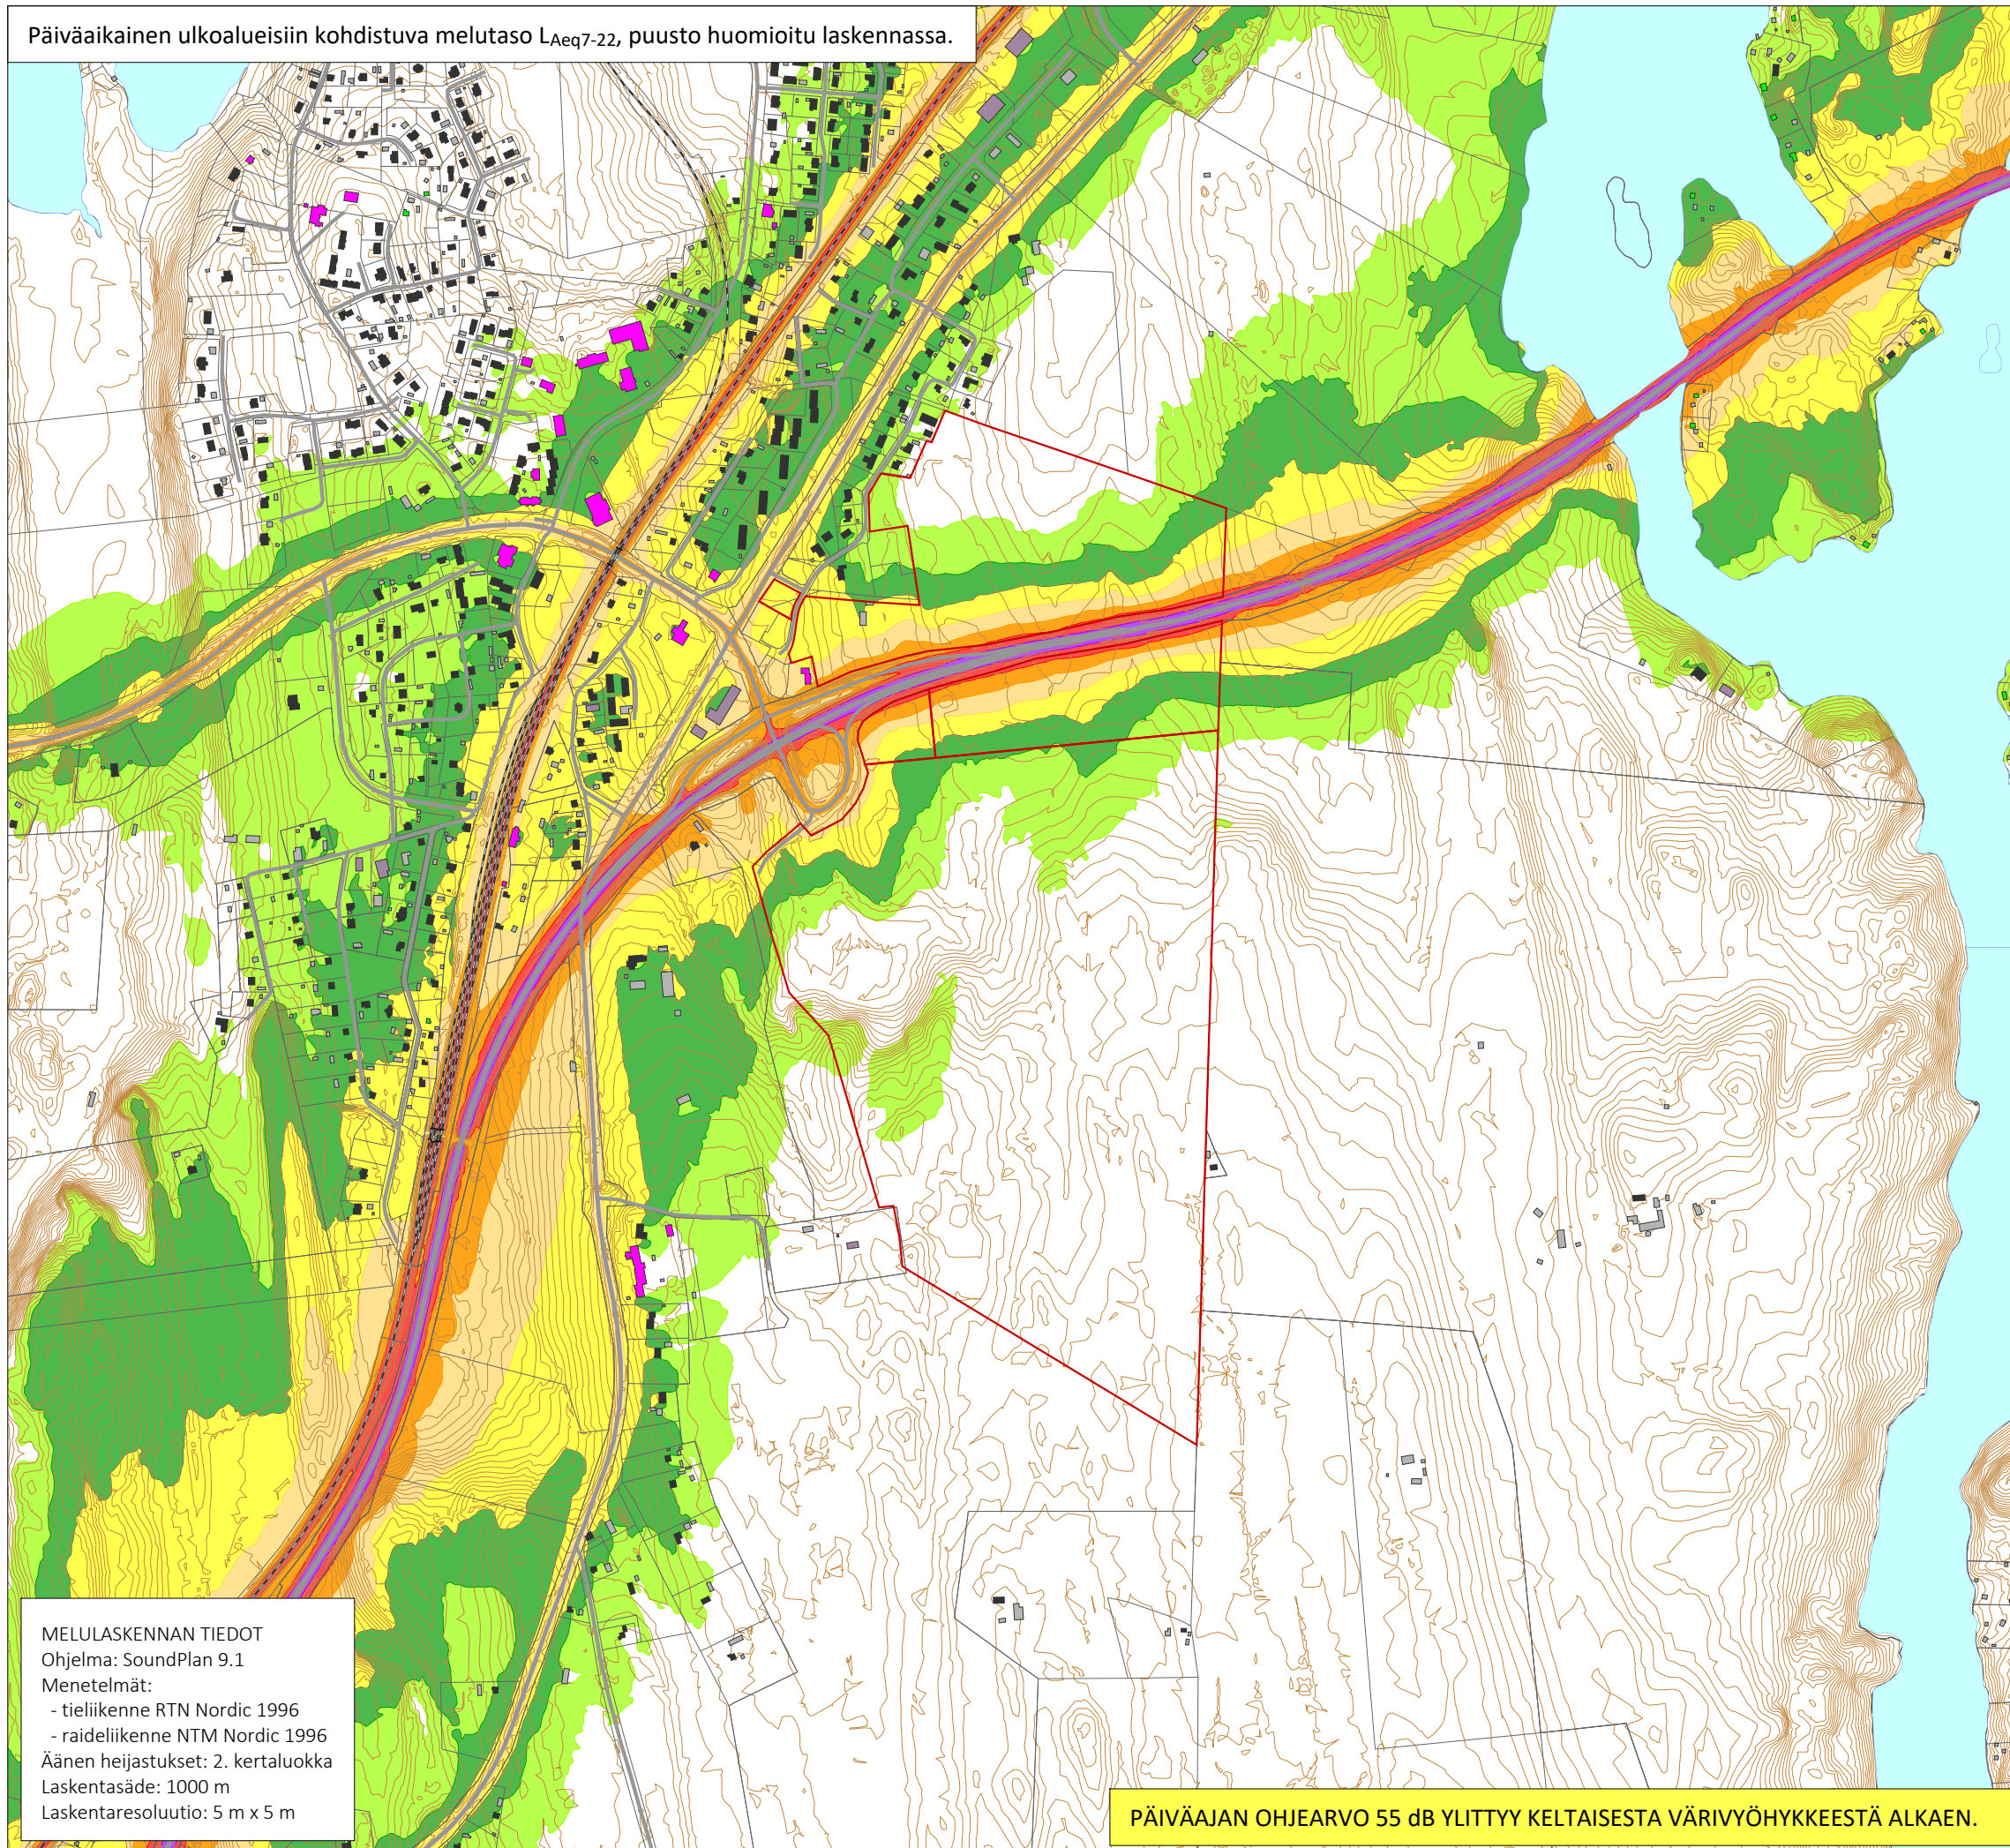 Päiväaikainen ulkoalueisiin kohdistuva melutaso LAeq7-22, puusto huomioitu laskennassa.
MELULASKENNAN TIEDOT
Ohjelma: SoundPlan 9.1
Menetelmät:
- tieliikenne RTN Nordic 1996
- raideliikenne NTM Nordic 1996
Äänen heijastukset: 2. kertaluokka
Laskentasäde: 1000 m
Laskentaresoluutio: 5 m x 5 m
PÄIVÄAJAN OHJEARVO 55 dB YLITTYY KELTAISESTA VÄRIVYÖHYKKEESTÄ ALKAEN.